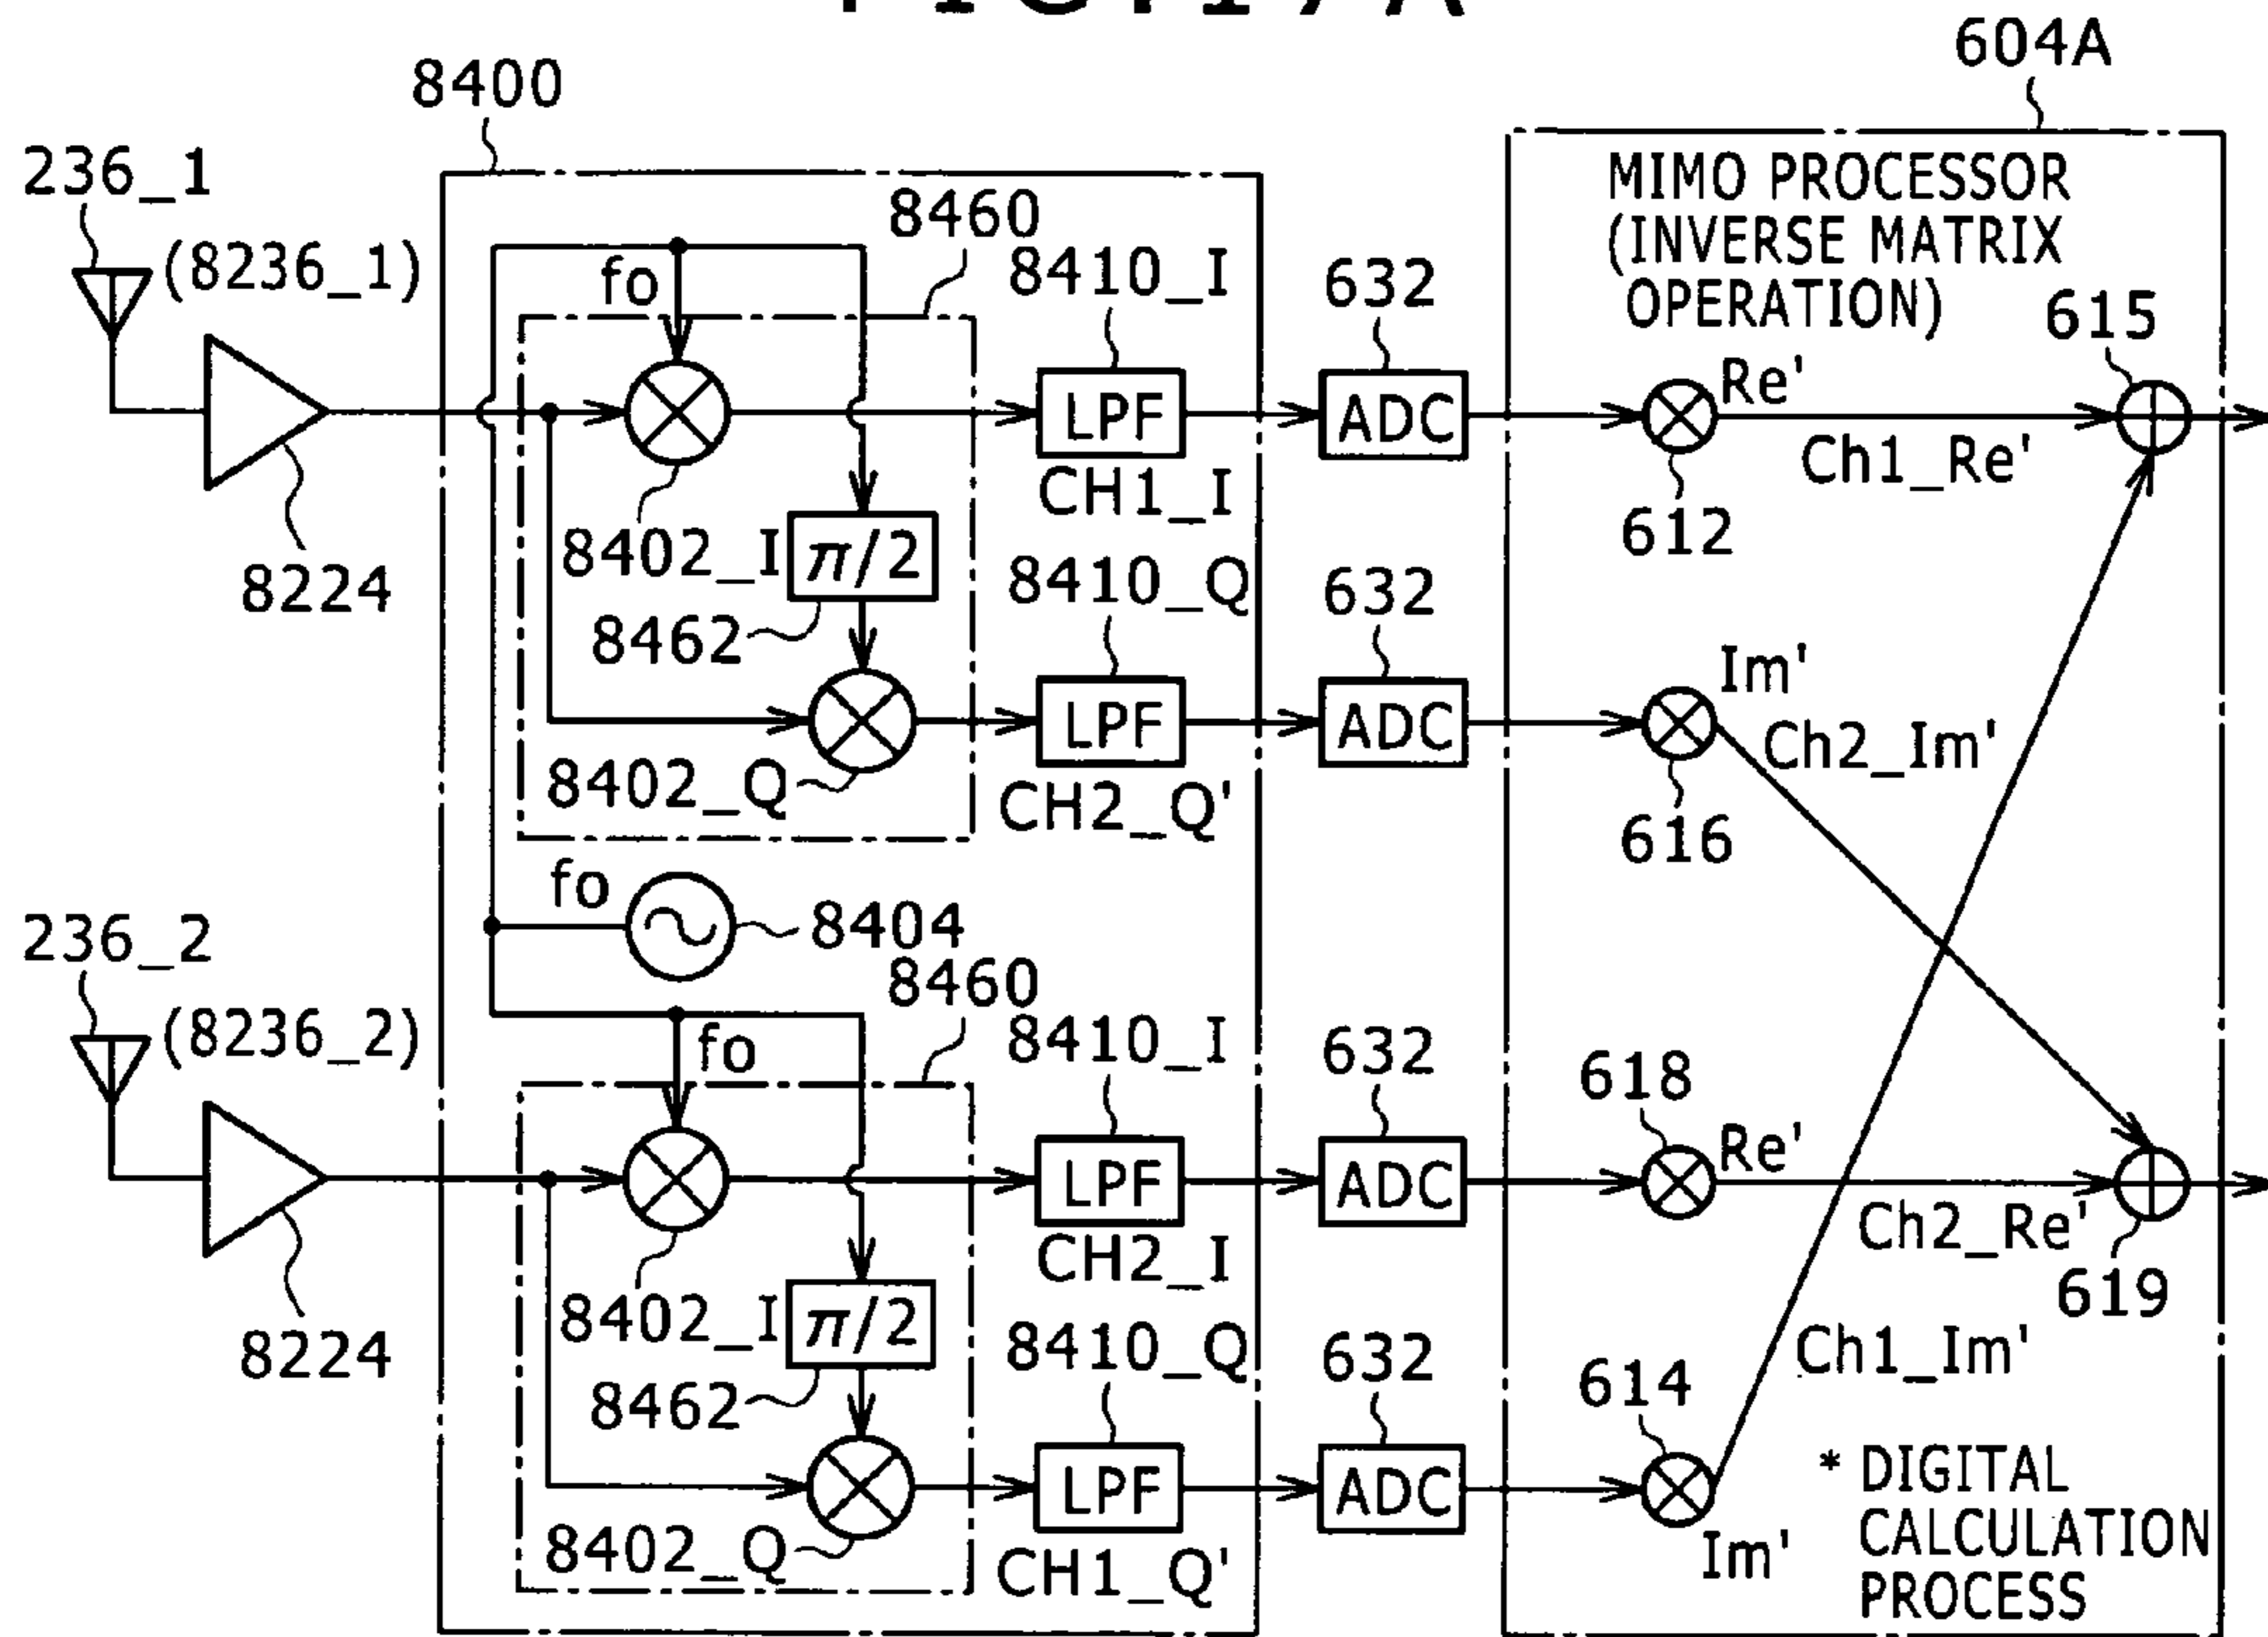 604A
8400
MIMO PROCESSOR
(INVERSE MATRIX
OPERATION)
236_1
(8236_1)
8460
fo
8410_I
632
615
LPF
ADC
Re'
Ch1_Re'
CH1_I
612
8224
8402_I
π/2
8410_Q
632
8462
Im'
LPF
ADC
Ch2_Im'
8402_Q
CH2_Q'
616
fo
8404
236_2
(8236_2)
8460
fo
8410_I
632
618
Re'
LPF
ADC
Ch2_Re'
CH2_I
619
8224
8402_I
π/2
8410_Q
632
Ch1_Im'
614
8462
LPF
ADC
* DIGITAL
CALCULATION
PROCESS
8402_Q
CH1_Q'
Im'